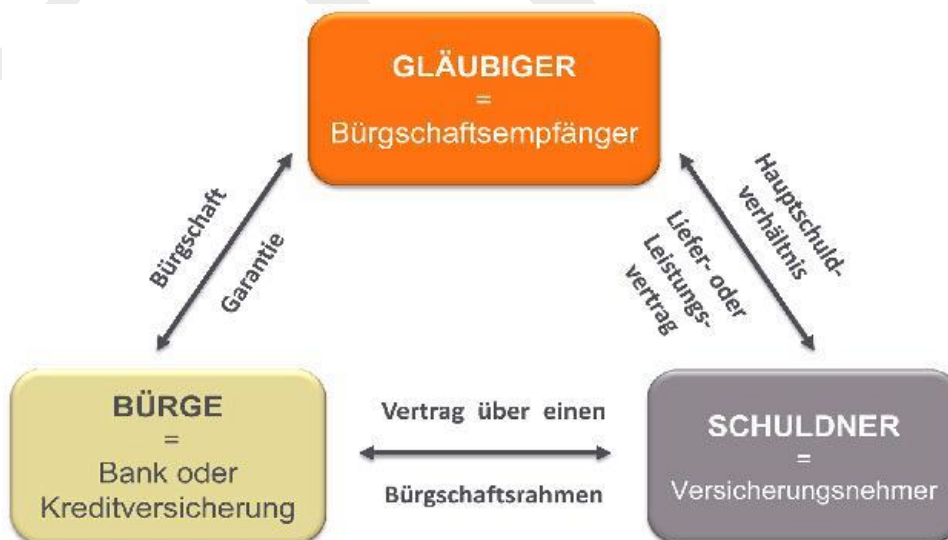 GLÄUBIGER
=
Bürgschaftsempfänger
Bürgschaft
Garantie
Hauptschuld-
verhältnis
Liefer- oder
Leistungs-
vertrag
BÜRGE
=
Bank oder
Kreditversicherung
Vertrag über einen
Bürgschaftsrahmen
SCHULDNER
=
Versicherungsnehmer